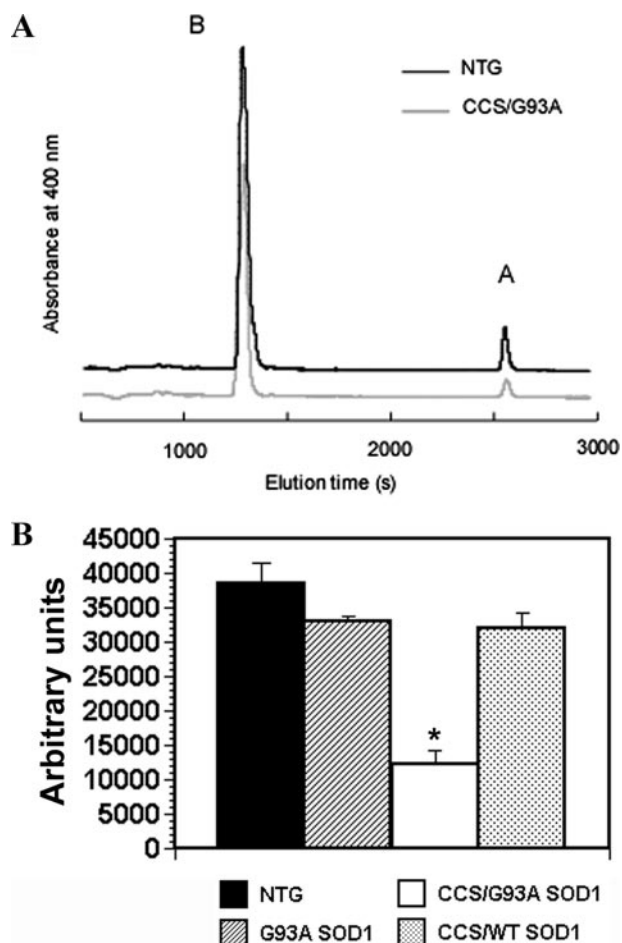 A
B
NTG
CCS/G93A
Absorbance at 400 nm
A
1000 2000 3000
Elution time (s)
B
Arbitrary units
45000
40000
35000
30000
25000
20000
15000
10000
5000
0
*
NTG CCS/G93A SOD1
G93A SOD1 CCS/WT SOD1